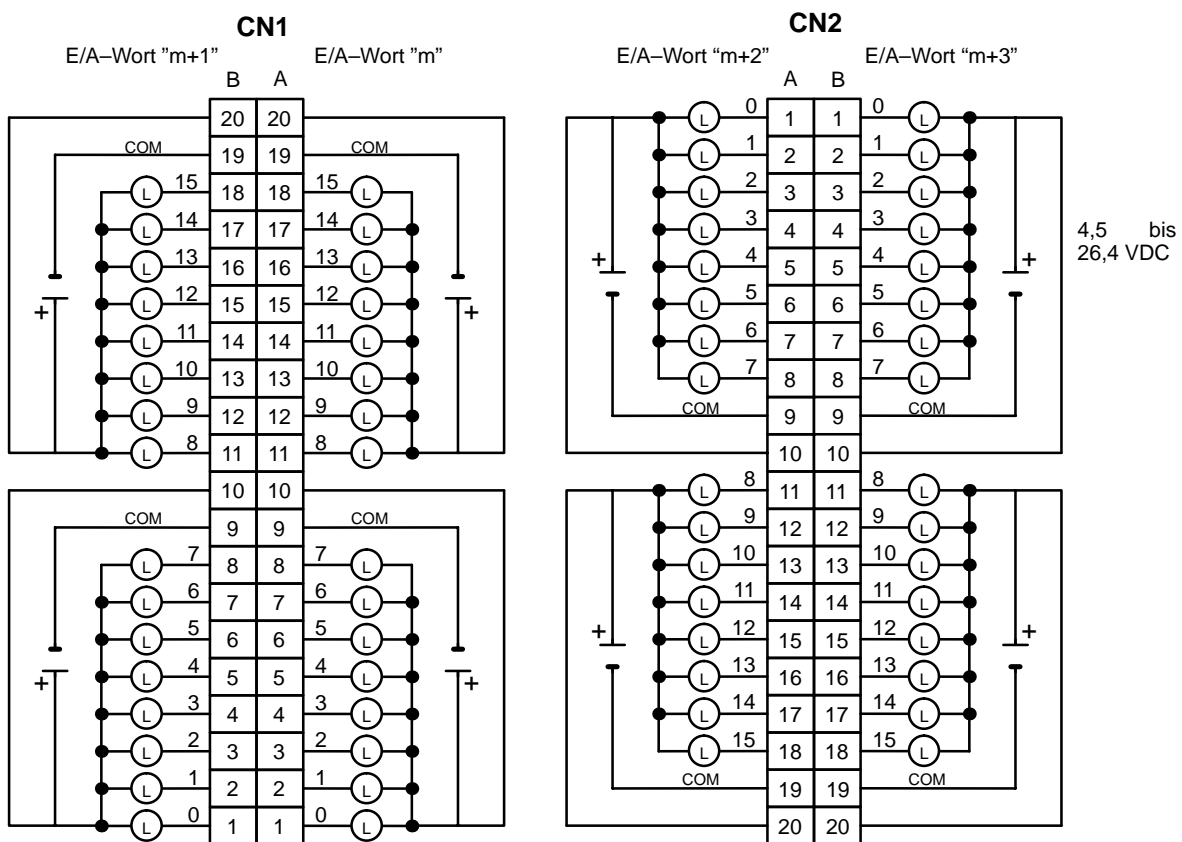 CN1
E/A–Wort ”m+1” E/A–Wort ”m”
B A
20 20
COM 19 19 COM
L 15 18 18 15 L
L 14 17 17 14 L
L 13 16 16 13 L
L 12 15 15 12 L
+ +
L 11 14 14 11 L
L 10 13 13 10 L
L 9 12 12 9 L
L 8 11 11 8 L
10 10
COM 9 9 COM
L 7 8 8 7 L
L 6 7 7 6 L
L 5 6 6 5 L
L 4 5 5 4 L
+ +
L 3 4 4 3 L
L 2 3 3 2 L
L 1 2 2 1 L
L 0 1 1 0 L
CN2
E/A–Wort “m+2” E/A–Wort “m+3”
A B
L 0 1 1 0 L
L 1 2 2 1 L
L 2 3 3 2 L
L 3 4 4 3 L
+ L 4 5 5 4 L +
L 5 6 6 5 L
L 6 7 7 6 L
L 7 8 8 7 L
COM 9 9 COM
10 10
L 8 11 11 8 L
L 9 12 12 9 L
L 10 13 13 10 L
L 11 14 14 11 L
+ L 12 15 15 12 L +
L 13 16 16 13 L
L 14 17 17 14 L
L 15 18 18 15 L
COM 19 19 COM
20 20
4,5 bis
26,4 VDC